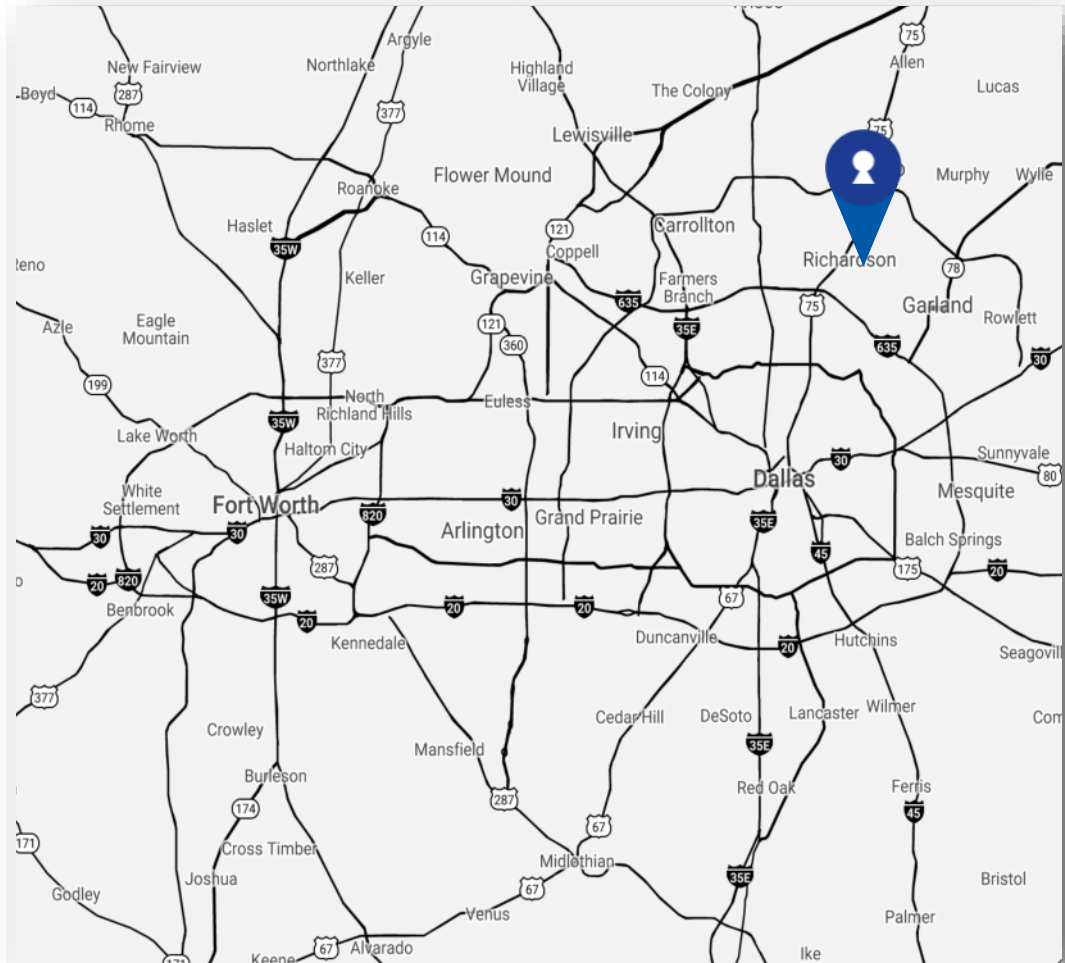 Argyle
75
New Fairview
Northlake
Highland
Village
Allen
Lucas
Boyd
287
The Colony
114
377
Rhome
Lewisville
75
Roanoke
Flower Mound
Murphy
Wylie
Haslet
121
Carrollton
114
35W
Coppell
Richardson
Keller
Grapevine
Farmers
Branch
78
635
75
Garland
Rowlett
Azle
Eagle
Mountain
121
35E
360
635
30
377
114
199
North
Richland Hills
Euless
35W
Irving
Lake Worth
Haltom City
30
Sunnyvale
80
Dallas
White
Settlement
Fort Worth
30
Mesquite
820
Arlington
Grand Prairie
35E
30
30
45
Balch Springs
287
175
20
20
820
35W
67
Benbrook
20
20
20
Kennedale
Duncanville
20
Hutchins
377
Crowley
Cedar Hill
DeSoto
Lancaster
Wilmer
Mansfield
35E
Burleson
Red Oak
Ferris
174
287
45
67
171
Cross Timber
Midlothian
Joshua
35E
Godley
67
Bristol
Venus
Palmer
67
Alvarado
Ike
Keene